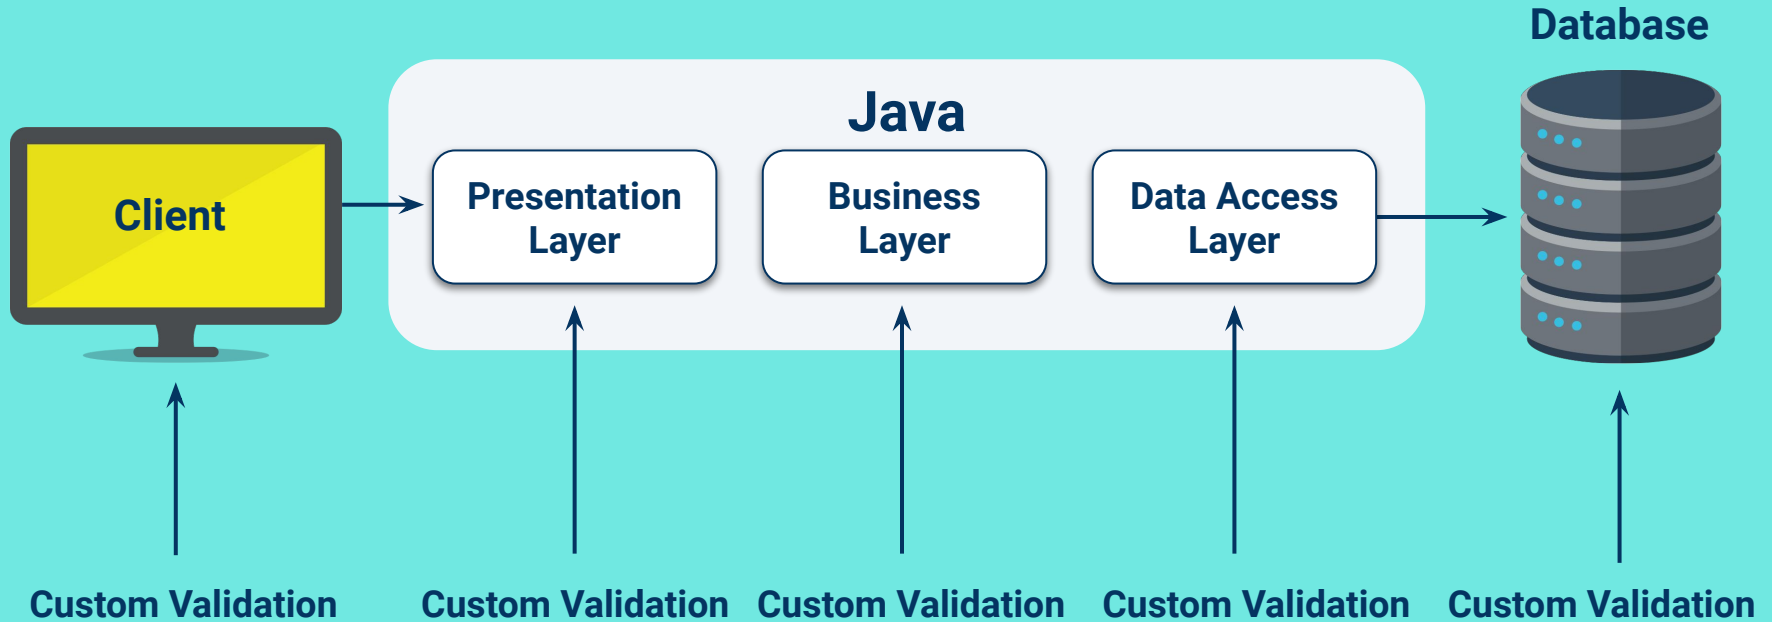 Database
Java
Client
Presentation
Layer
Business
Layer
Data Access
Layer
Custom Validation
Custom Validation
Custom Validation
Custom Validation
Custom Validation